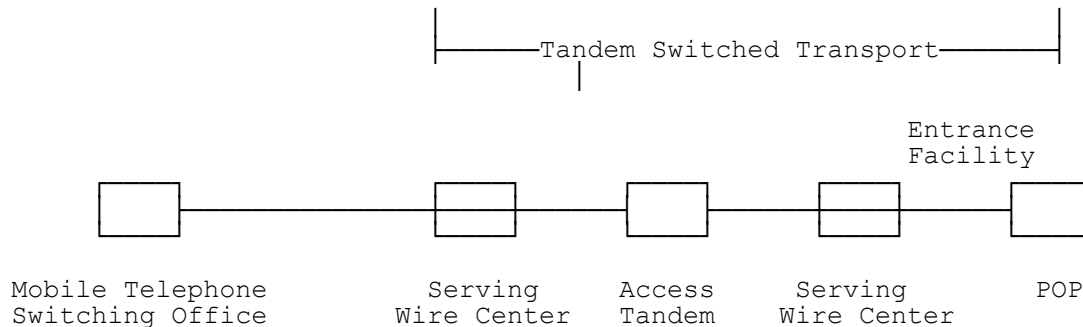 Tandem Switched Transport
Entrance
Facility
Mobile Telephone Serving Access Serving POP
Switching Office Wire Center Tandem Wire Center